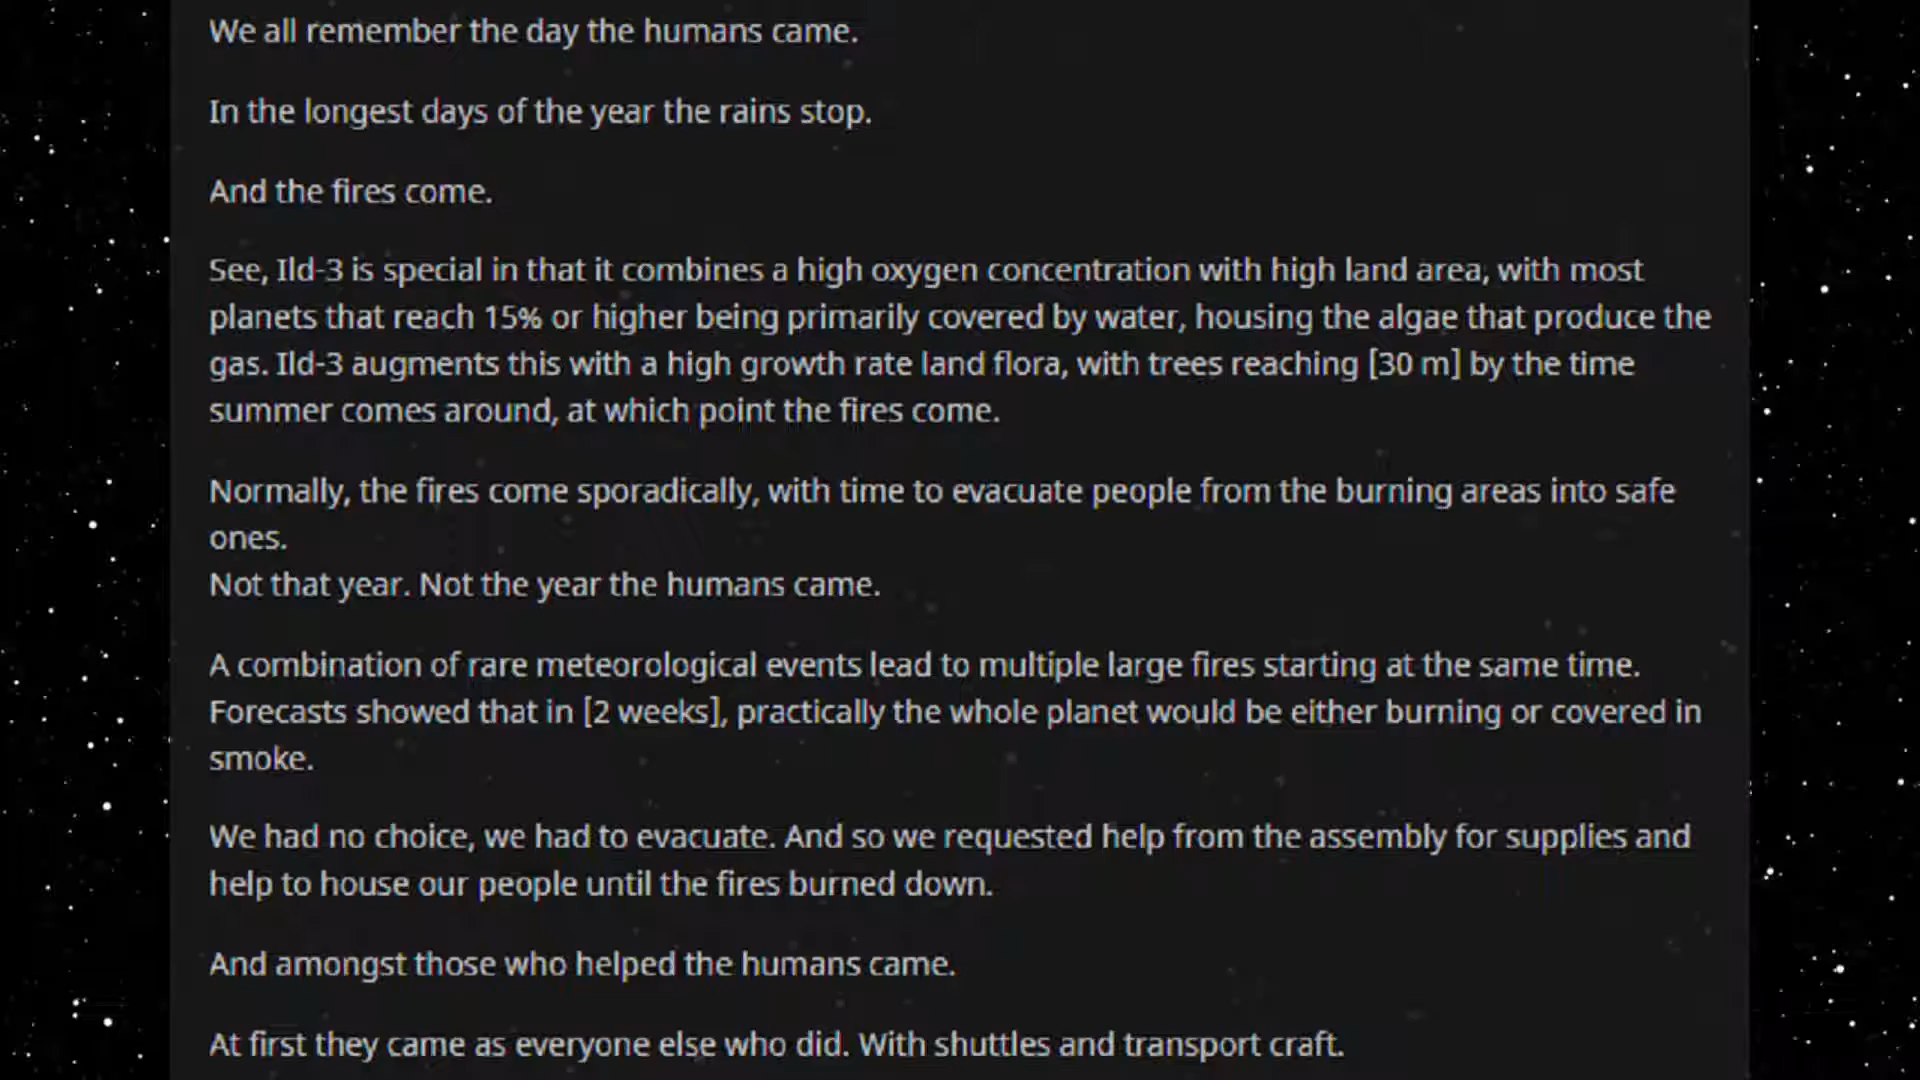 We all remember the day the humans came.
In the longest days of the year the rains stop.
And the fires come.
See, Ild-3 is special in that it combines a high oxygen concentration with high land area, with most
planets that reach 15% or higher being primarily covered by water, housing the algae that produce the
gas. Ild-3 augments this with a high growth rate land flora, with trees reaching [30 m] by the time
summer comes around, at which point the fires come.
Normally, the fires come sporadically, with time to evacuate people from the burning areas into safe
ones.
Not that year. Not the year the humans came.
A combination of rare meteorological events lead to multiple large fires starting at the same time.
Forecasts showed that in [2 weeks], practically the whole planet would be either burning or covered in
smoke.
We had no choice, we had to evacuate. And so we requested help from the assembly for supplies and
help to house our people until the fires burned down.
And amongst those who helped the humans came.
At first they came as everyone else who did. With shuttles and transport craft.